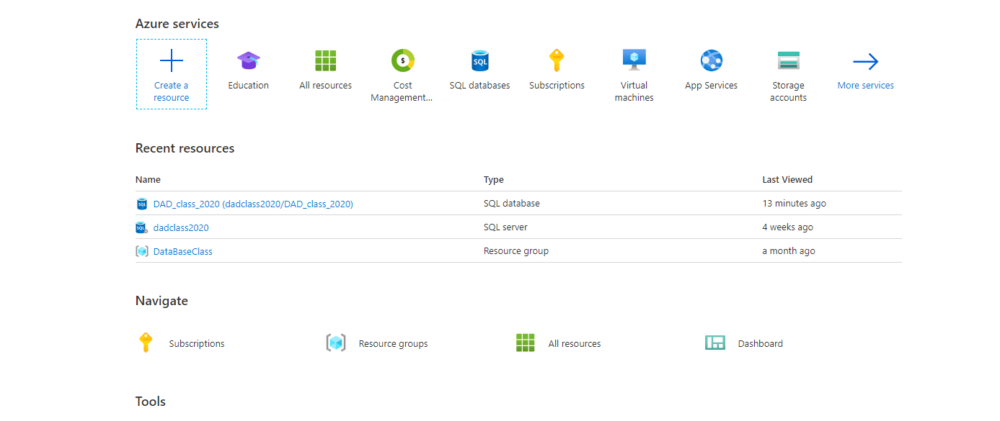 Azure services
Create a resource
Education
All resources
Cost Management...
SQL
SQL databases
Subscriptions
Virtual machines
App Services
Storage accounts
More services
Recent resources
Name Type Last Viewed
DAD_class_2020 (dadclass2020/DAD_class_2020) SQL database 13 minutes ago
dadclass2020 SQL server 4 weeks ago
DataBaseClass Resource group a month ago
Navigate
Subscriptions Resource groups All resources Dashboard
Tools